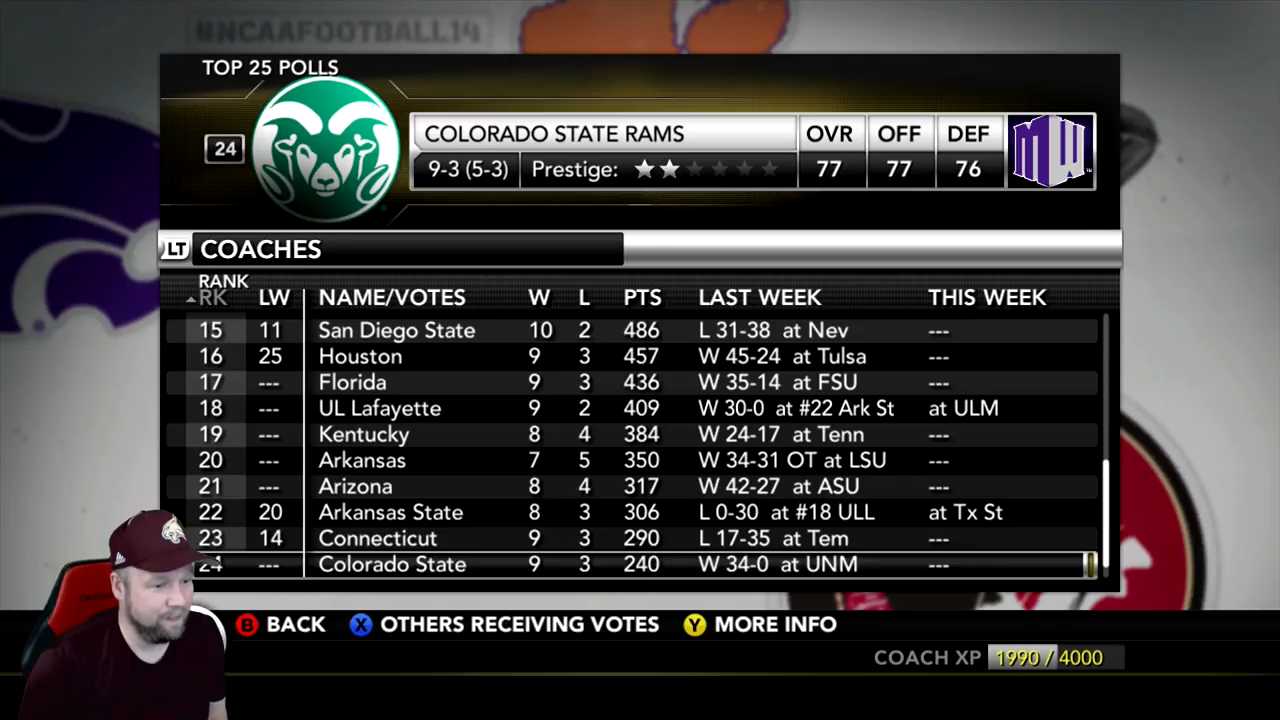 #NCAAFOOTBALL14
TOP 25 POLLS
24
COLORADO STATE RAMS OVR OFF DEF
9-3 (5-3) Prestige: 77 77 76
MW
LT COACHES
RANK
RK LW NAME/VOTES W L PTS LAST WEEK THIS WEEK
15 11 San Diego State 10 2 486 L 31-38 at Nev ---
16 25 Houston 9 3 457 W 45-24 at Tulsa ---
17 --- Florida 9 3 436 W 35-14 at FSU ---
18 --- UL Lafayette 9 2 409 W 30-0 at #22 Ark St at ULM
19 --- Kentucky 8 4 384 W 24-17 at Tenn ---
20 --- Arkansas 7 5 350 W 34-31 OT at LSU ---
21 --- Arizona 8 4 317 W 42-27 at ASU ---
22 20 Arkansas State 8 3 306 L 0-30 at #18 ULL at Tx St
23 14 Connecticut 9 3 290 L 17-35 at Tem ---
24 --- Colorado State 9 3 240 W 34-0 at UNM ---
B BACK X OTHERS RECEIVING VOTES Y MORE INFO
COACH XP 1990 / 4000